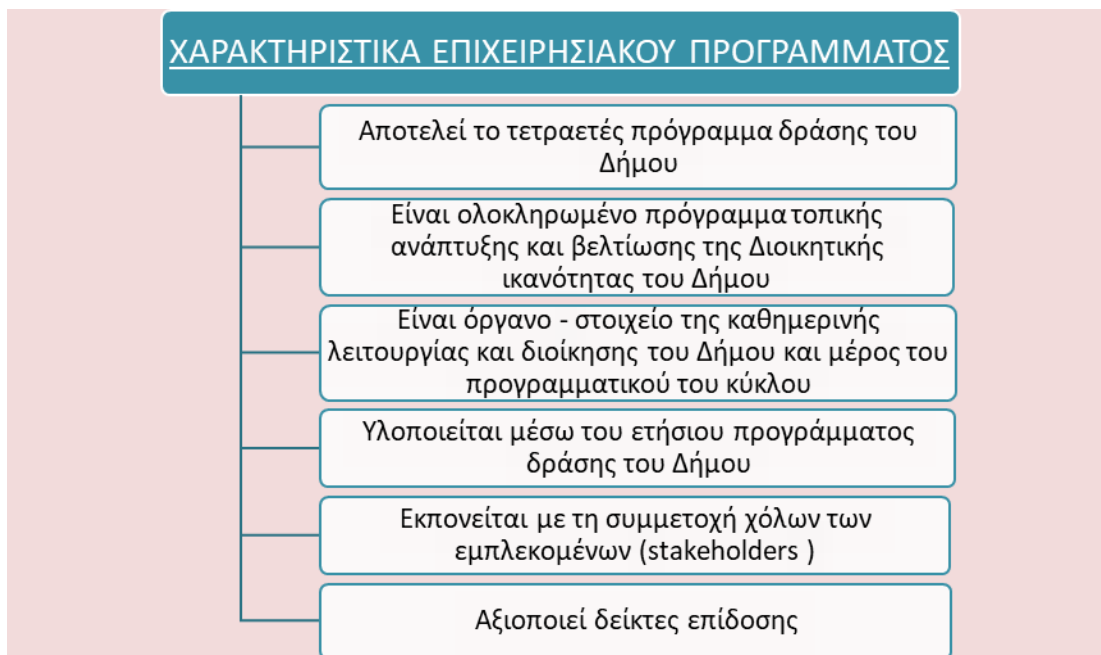 ΧΑΡΑΚΤΗΡΙΣΤΙΚΑ ΕΠΙΧΕΙΡΗΣΙΑΚΟΥ ΠΡΟΓΡΑΜΜΑΤΟΣ
Αποτελεί το τετραετές πρόγραμμα δράσης του
Δήμου
Είναι ολοκληρωμένο πρόγραμμα τοπικής
ανάπτυξης και βελτίωσης της Διοικητικής
ικανότητας του Δήμου
Είναι όργανο - στοιχείο της καθημερινής
λειτουργίας και διοίκησης του Δήμου και μέρος του
προγραμματικού του κύκλου
Υλοποιείται μέσω του ετήσιου προγράμματος
δράσης του Δήμου
Εκπονείται με τη συμμετοχή χόλων των
εμπλεκομένων (stakeholders )
Αξιοποιεί δείκτες επίδοσης